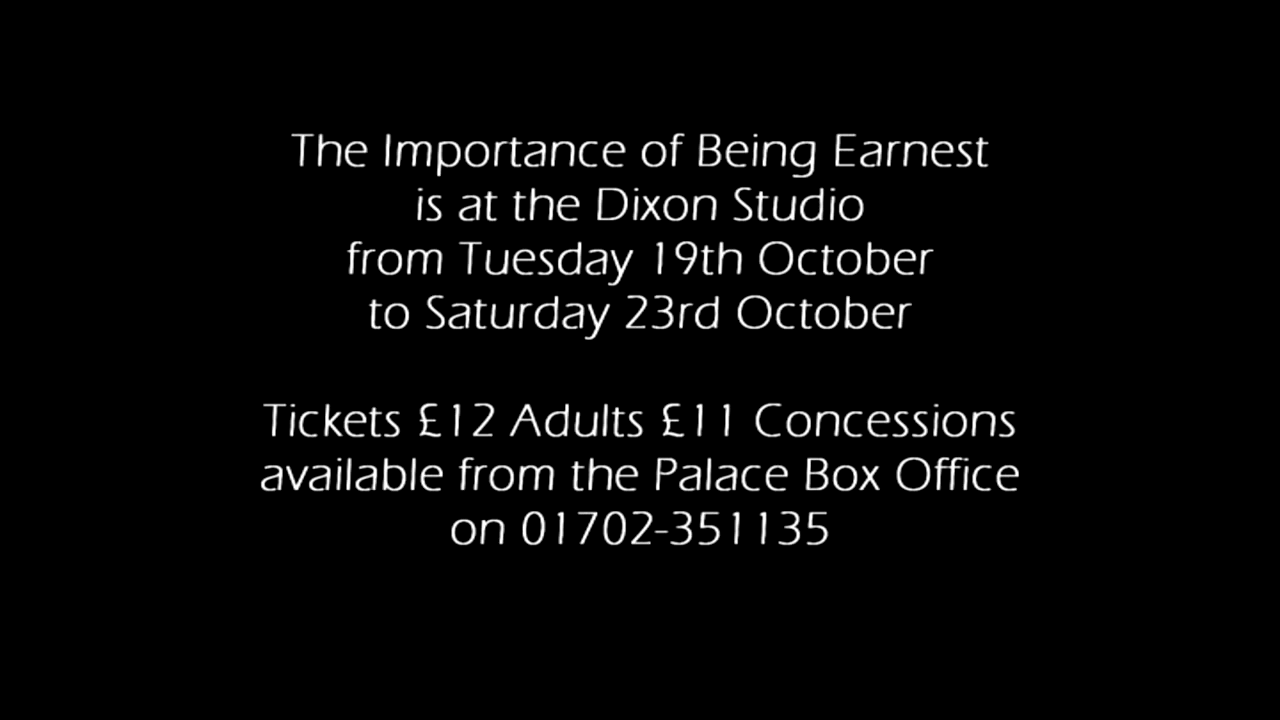 The Importance of Being Earnest
is at the Dixon Studio
from Tuesday 19th October
to Saturday 23rd October
Tickets £12 Adults £11 Concessions
available from the Palace Box Office
on 01702-351135